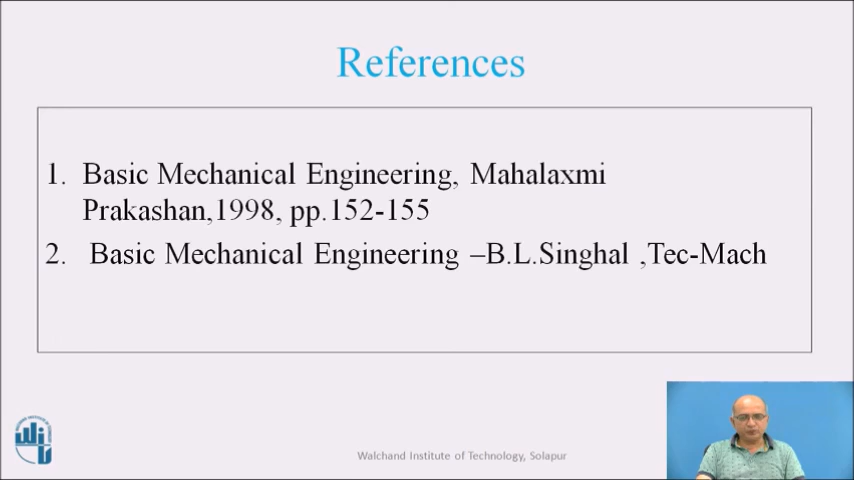 References
1. Basic Mechanical Engineering, Mahalaxmi
Prakashan,1998, pp.152-155
2. Basic Mechanical Engineering –B.L.Singhal ,Tec-Mach
Walchand Institute of Technology, Solapur